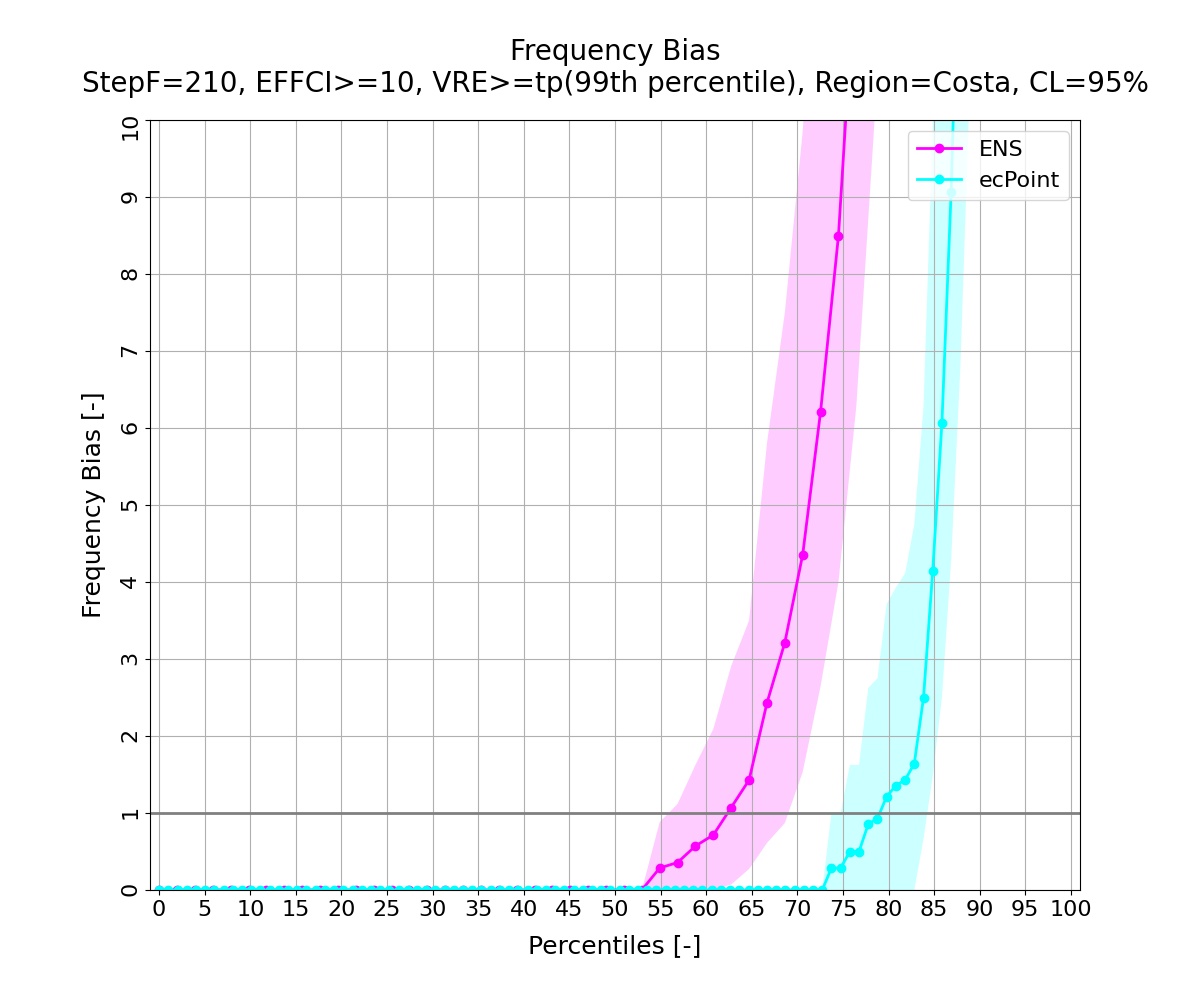 Frequency Bias
StepF=210, EFFCI>=10, VRE>=tp(99th percentile), Region=Costa, CL=95%
10
9
8
7
6
5
4
3
2
1
0
Frequency Bias [-]
ENS
ecPoint
0 5 10 15 20 25 30 35 40 45 50 55 60 65 70 75 80 85 90 95 100
Percentiles [-]